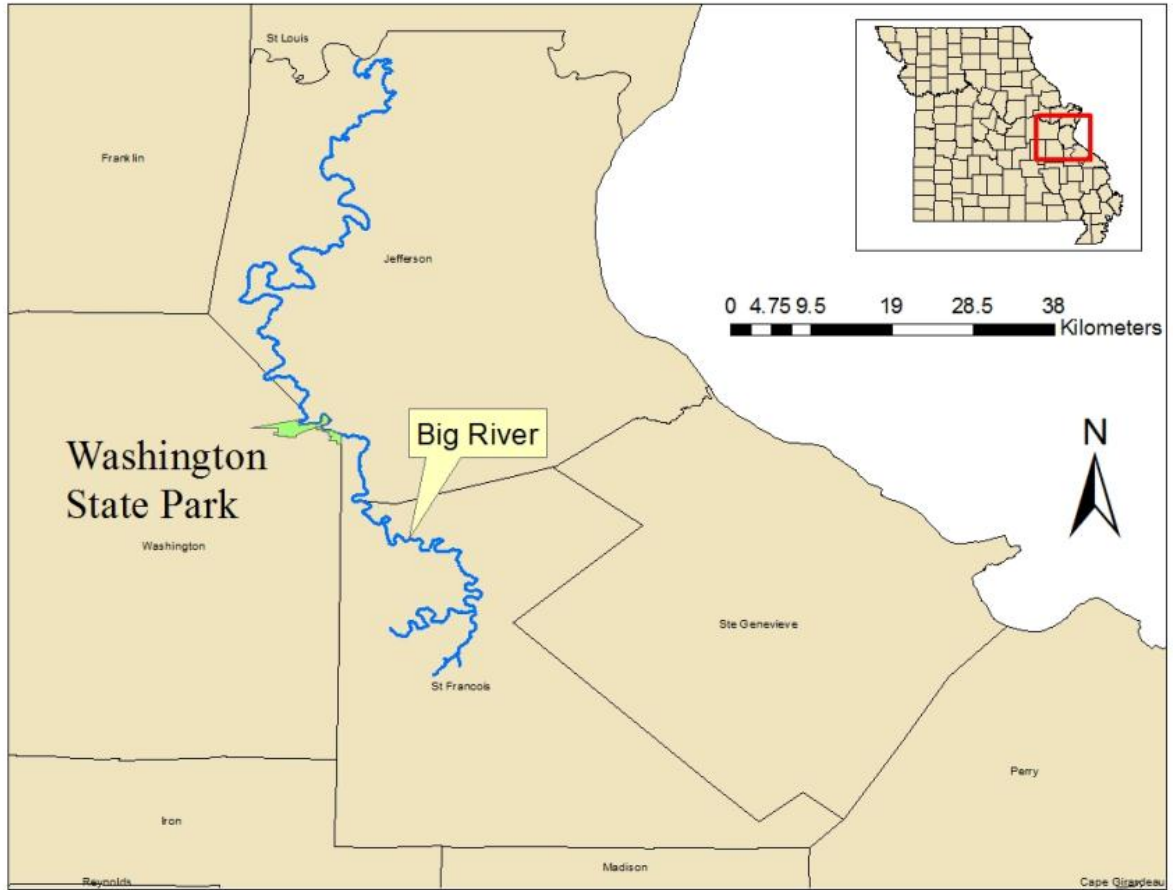 St Louis
Franklin
Jefferson
0 4.75 9.5 19 28.5 38
Kilometers
N
Big River
Washington
State Park
Washington
Ste Genevieve
St Francois
Perry
Iron
Madison
Reynolds
Cape Girardeau